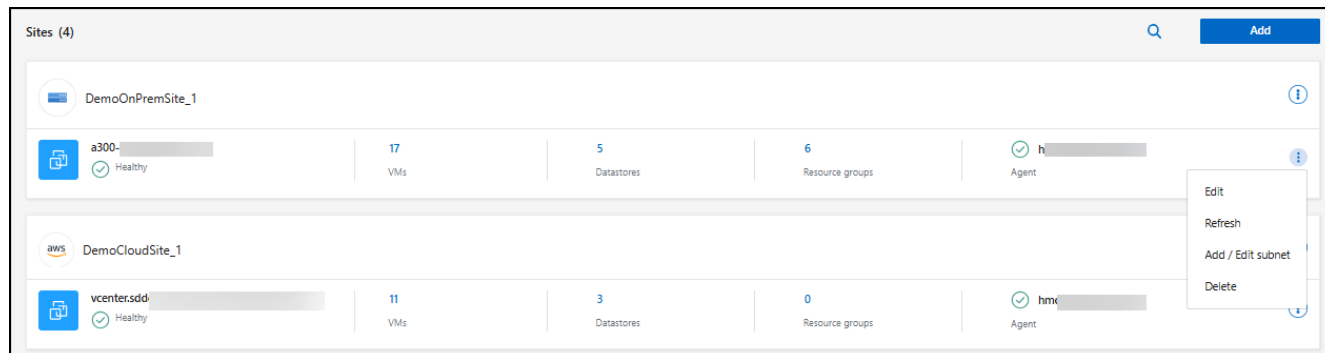 Sites (4)
Add
DemoOnPremSite_1
a300-
Healthy
17
VMs
5
Datastores
6
Resource groups
h
Agent
Edit
Refresh
Add / Edit subnet
Delete
aws
DemoCloudSite_1
vcenter.sdd
Healthy
11
VMs
3
Datastores
0
Resource groups
hm
Agent